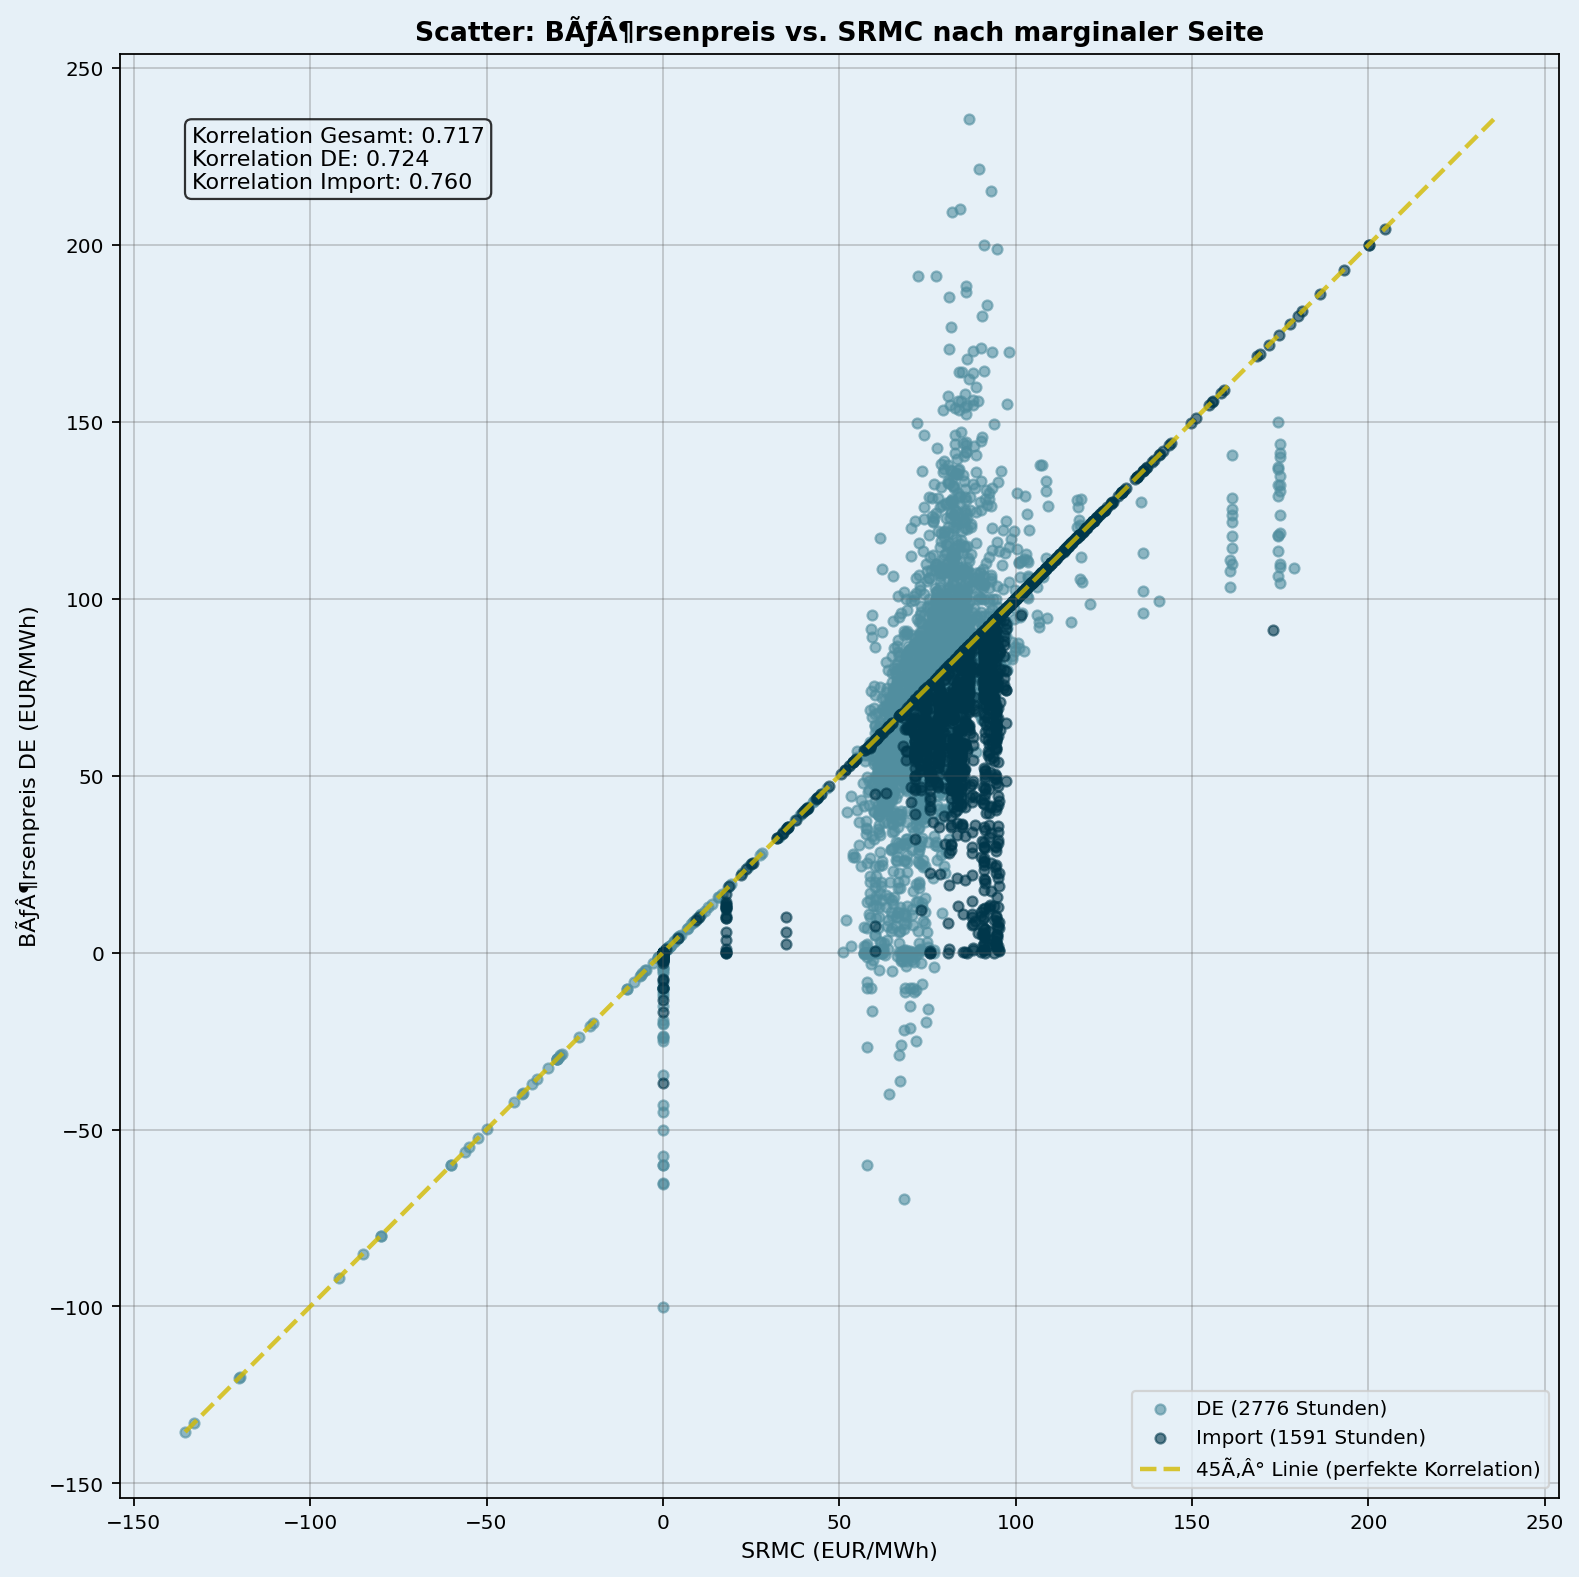 Scatter: BÃƒÂ¶rsenpreis vs. SRMC nach marginaler Seite
Korrelation Gesamt: 0.717
Korrelation DE: 0.724
Korrelation Import: 0.760
BÃƒÂ¶rsenpreis DE (EUR/MWh)
250
200
150
100
50
0
−50
−100
−150
DE (2776 Stunden)
Import (1591 Stunden)
45Ã‚Â° Linie (perfekte Korrelation)
−150 −100 −50 0 50 100 150 200 250
SRMC (EUR/MWh)